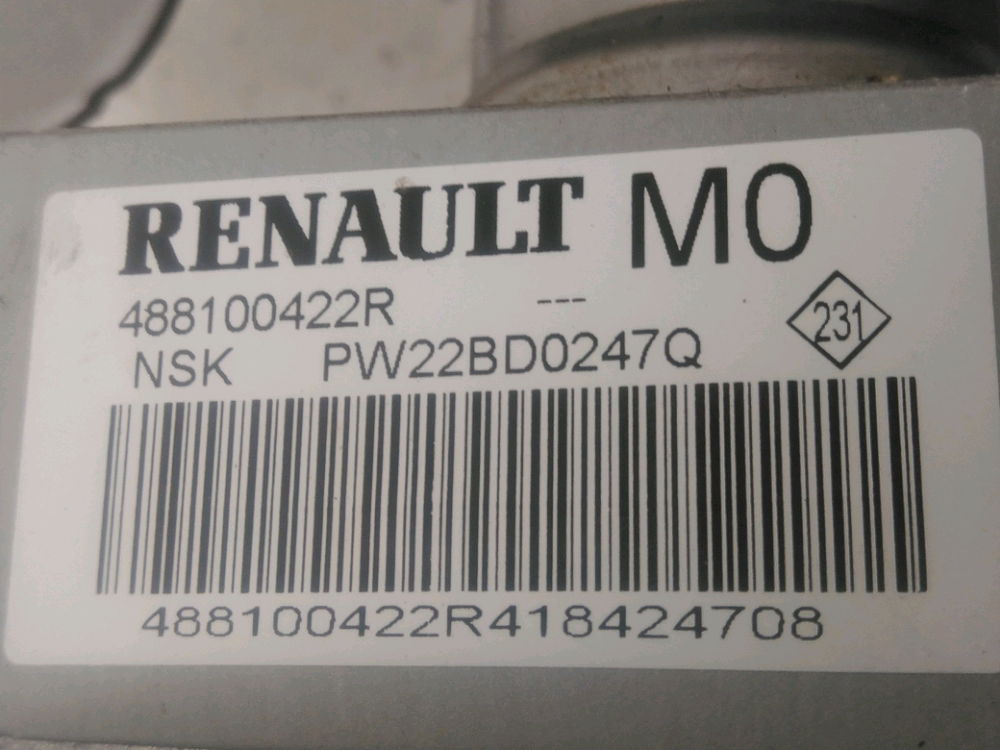 RENAULT M0
488100422R ---
231
NSK PW22BD0247Q
488100422R418424708